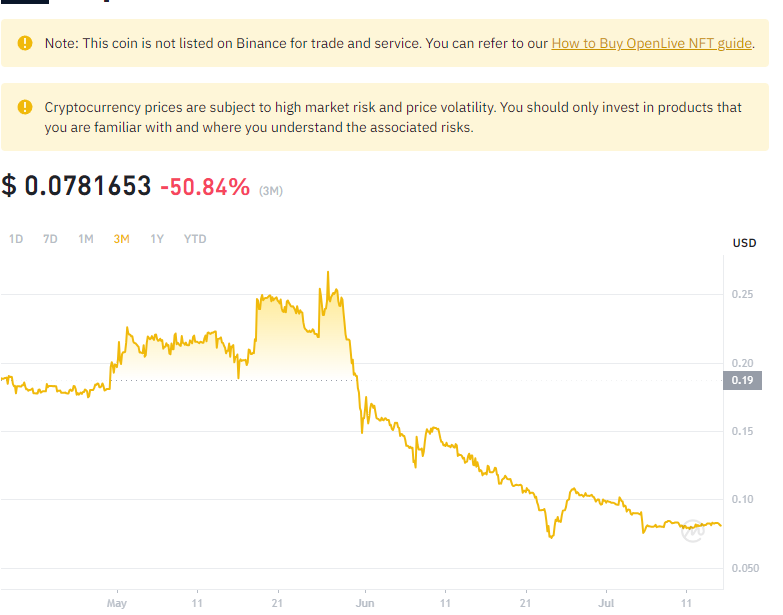 Note: This coin is not listed on Binance for trade and service. You can refer to our How to Buy OpenLive NFT guide.
Cryptocurrency prices are subject to high market risk and price volatility. You should only invest in products that
you are familiar with and where you understand the associated risks.
$ 0.0781653 -50.84% (3M)
1D 7D 1M 3M 1Y YTD
USD
0.25
0.20
0.19
0.15
0.10
0.050
May 11 21 Jun 11 21 Jul 11